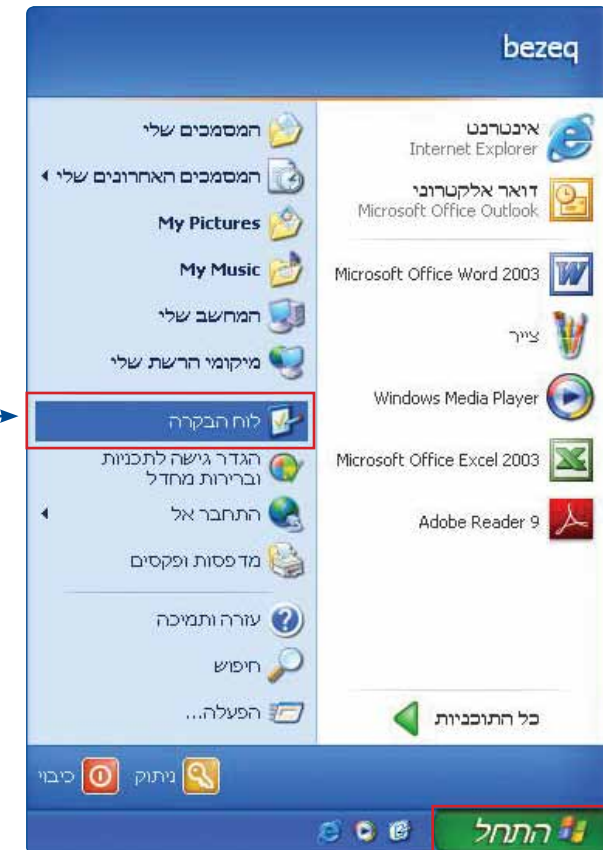 bezeq
אינטרנט
Internet Explorer
דואר אלקטרוני
Microsoft Office Outlook
Microsoft Office Word 2003
צייר
Windows Media Player
Microsoft Office Excel 2003
Adobe Reader 9
כל התוכניות
המסמכים שלי
המסמכים האחרונים שלי
My Pictures
My Music
המחשב שלי
מיקומי הרשת שלי
לוח הבקרה
הגדר גישה לתכניות
וברירות מחדל
התחבר אל
מדפסות ופקסים
עזרה ותמיכה
חיפוש
הפעלה...
ניתוק
כיבוי
התחל